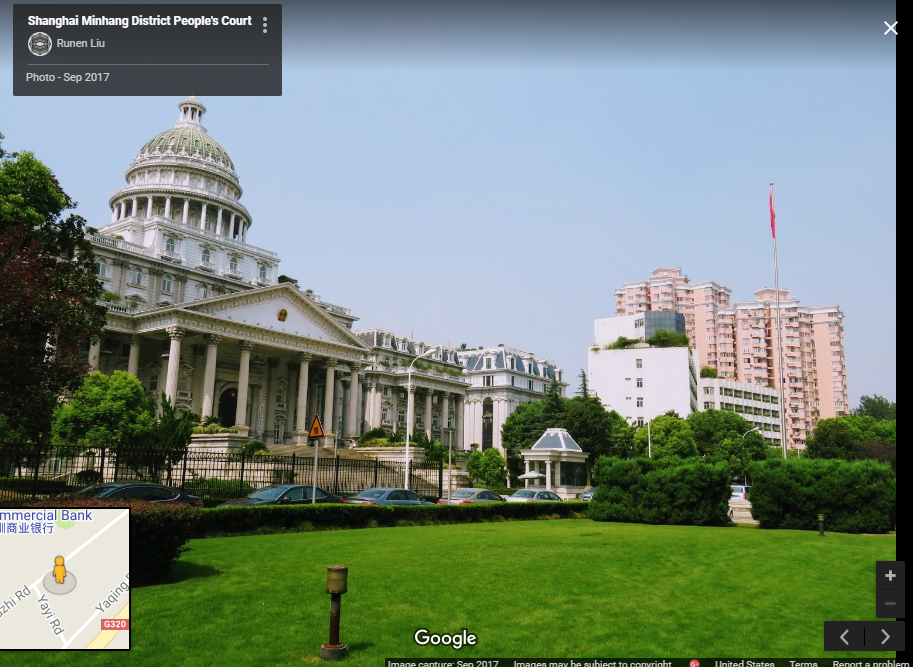 Shanghai Minhang District People's Court
Runen Liu
Photo - Sep 2017
mmercial Bank
圳商业银行
zhi Rd
Yayi Rd
Yaqing
G320
Google
Image capture: Sep 2017 Images may be subject to copyright United States Terms Report a problem